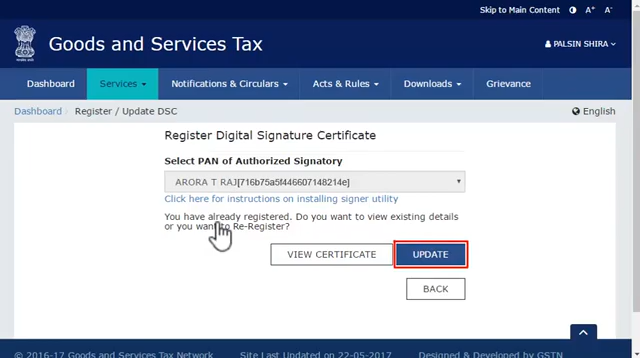 Skip to Main Content A+ A-
Goods and Services Tax
PALSIN SHIRA
Dashboard Services Notifications & Circulars Acts & Rules Downloads Grievance
Dashboard / Register / Update DSC English
Register Digital Signature Certificate
Select PAN of Authorized Signatory
ARORA T RAJ[716b75a5f446607148214e]
Click here for instructions on installing signer utility
You have already registered. Do you want to view existing details
or you want to Re-Register?
VIEW CERTIFICATE UPDATE
BACK
© 2016-17 Goods and Services Tax Network Site Last Updated on 22-05-2017 Designed & Developed by GSTN